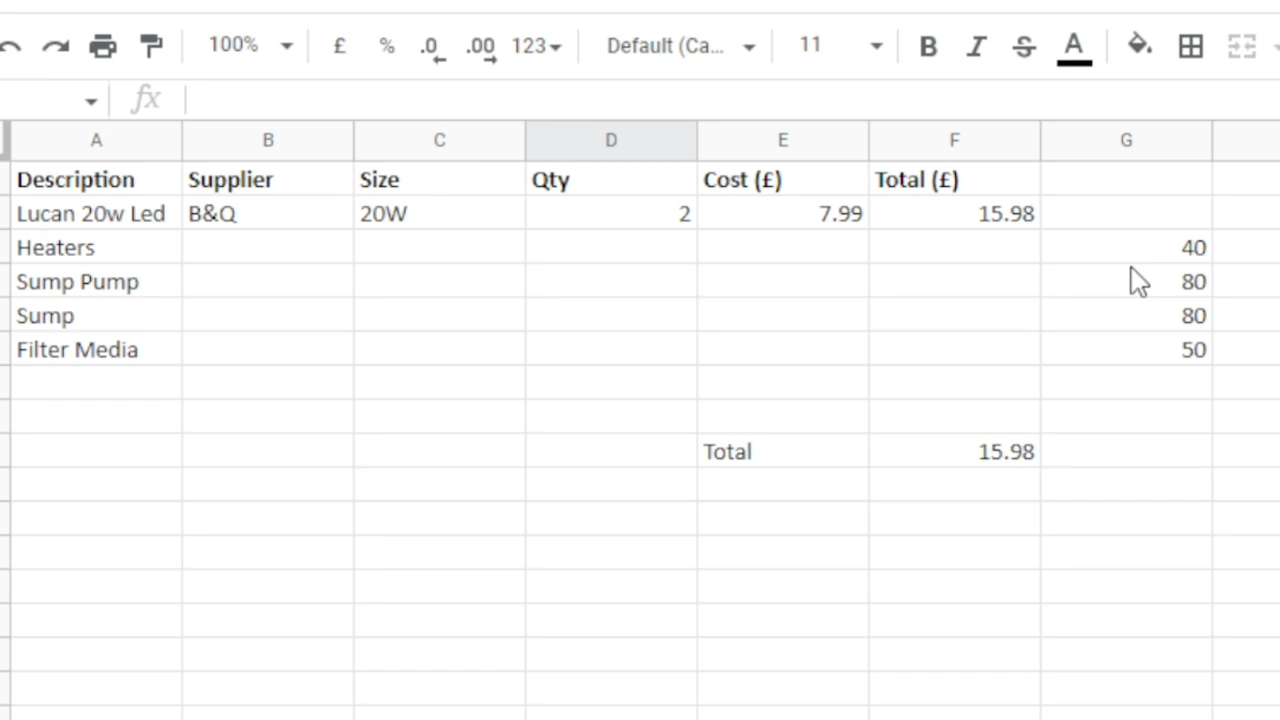 100% £ % .0 .00 123 Default (Ca... 11 B I S A
fx
A B C D E F G
Description Supplier Size Qty Cost (£) Total (£)
Lucan 20w Led B&Q 20W 2 7.99 15.98
Heaters 40
Sump Pump 80
Sump 80
Filter Media 50
Total 15.98